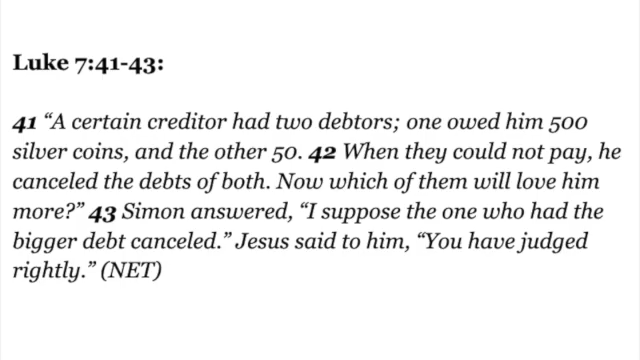 Luke 7:41-43:
41 “A certain creditor had two debtors; one owed him 500
silver coins, and the other 50. 42 When they could not pay, he
canceled the debts of both. Now which of them will love him
more?” 43 Simon answered, “I suppose the one who had the
bigger debt canceled.” Jesus said to him, “You have judged
rightly.” (NET)